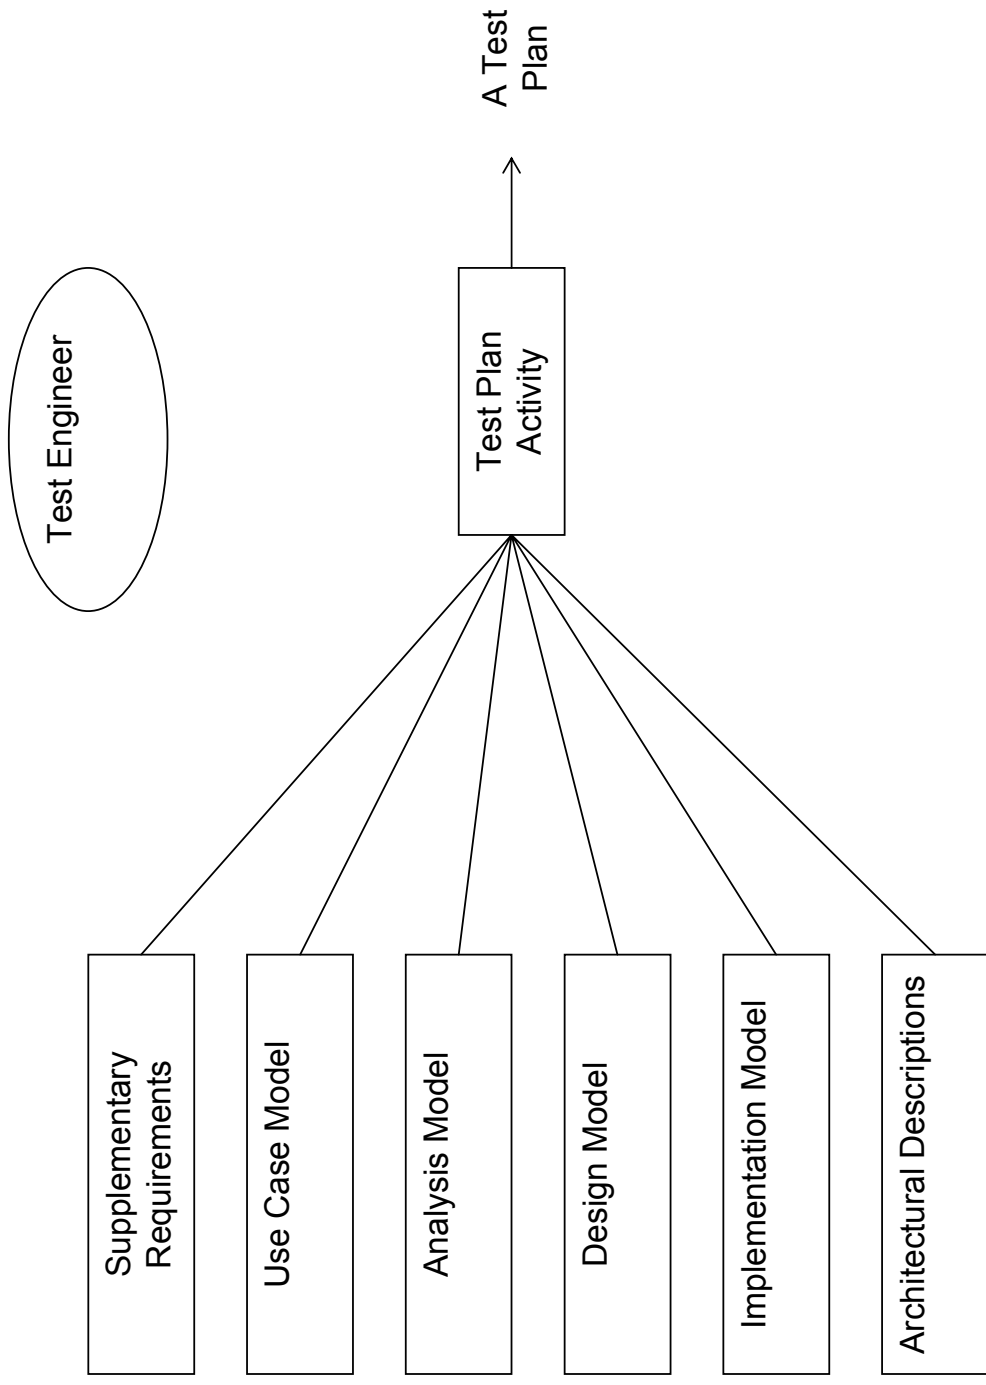 Test Engineer
Supplementary
Requirements
Use Case Model
Analysis Model
Design Model
Implementation Model
Architectural Descriptions
Test Plan
Activity
A Test
Plan